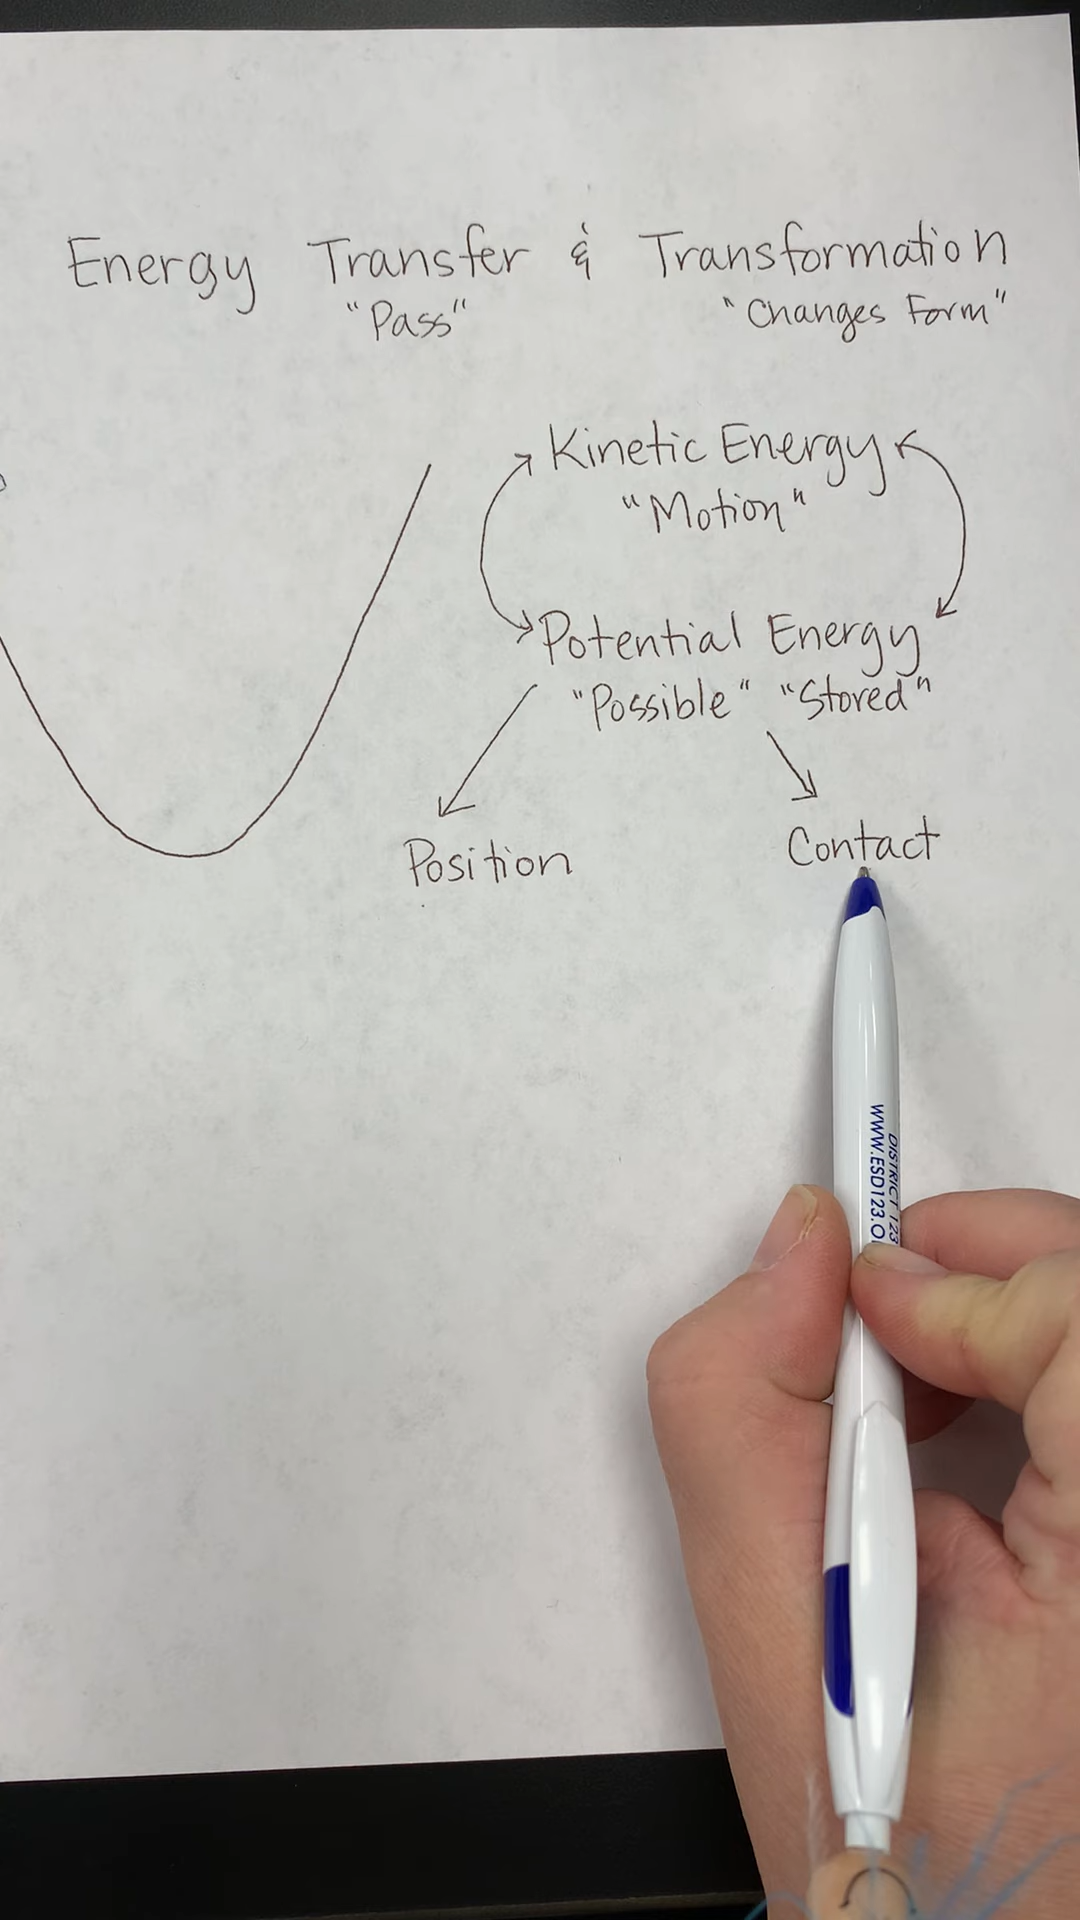 Energy Transfer & Transformation
"Pass" "Changes Form"
Kinetic Energy
"Motion"
Potential Energy
"Possible" "Stored"
Position Contact
DISTRICT 123
WWW.ESD123.O